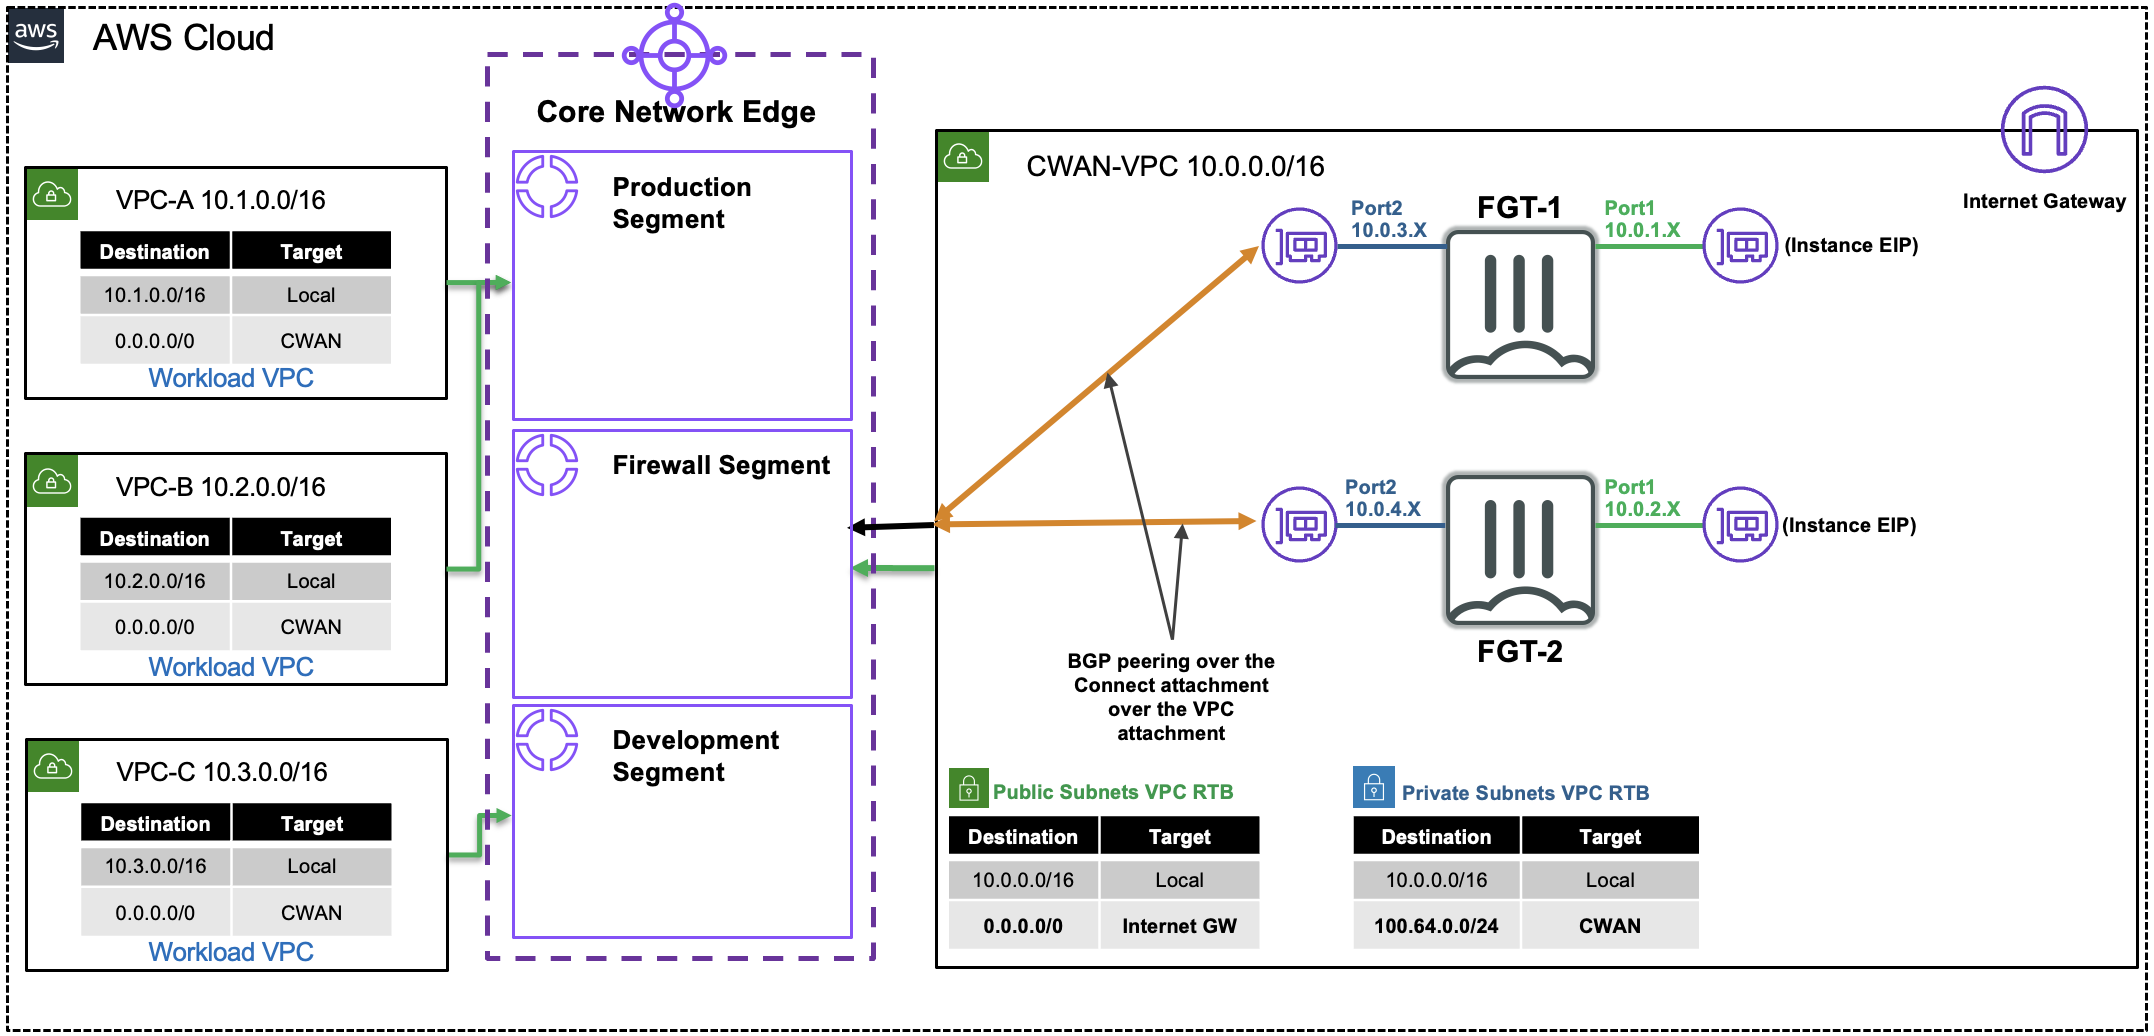 aws
AWS Cloud
VPC-A 10.1.0.0/16
Destination Target
10.1.0.0/16 Local
0.0.0.0/0 CWAN
Workload VPC
VPC-B 10.2.0.0/16
Destination Target
10.2.0.0/16 Local
0.0.0.0/0 CWAN
Workload VPC
VPC-C 10.3.0.0/16
Destination Target
10.3.0.0/16 Local
0.0.0.0/0 CWAN
Workload VPC
Core Network Edge
Production
Segment
Firewall Segment
Development
Segment
CWAN-VPC 10.0.0.0/16
Internet Gateway
Port2
10.0.3.X
FGT-1
Port1
10.0.1.X
(Instance EIP)
Port2
10.0.4.X
Port1
10.0.2.X
(Instance EIP)
FGT-2
BGP peering over the
Connect attachment
over the VPC
attachment
Public Subnets VPC RTB
Destination Target
10.0.0.0/16 Local
0.0.0.0/0 Internet GW
Private Subnets VPC RTB
Destination Target
10.0.0.0/16 Local
100.64.0.0/24 CWAN